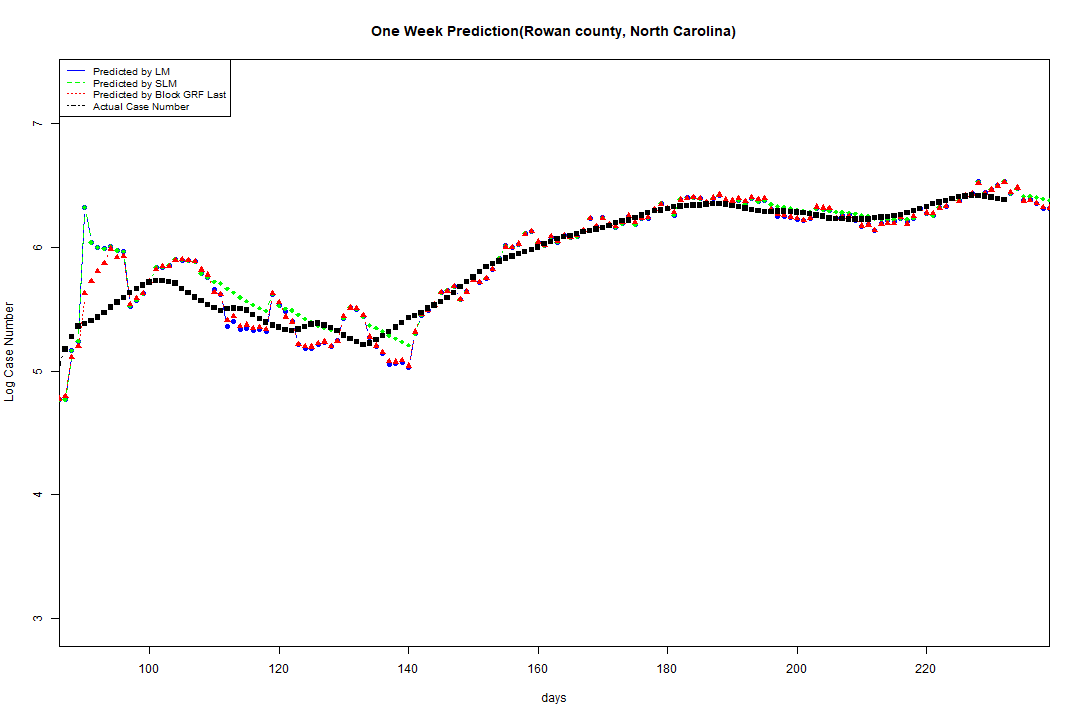 One Week Prediction(Rowan county, North Carolina)
Predicted by LM
Predicted by SLM
Predicted by Block GRF Last
Actual Case Number
7
6
5
4
3
Log Case Number
100 120 140 160 180 200 220
days